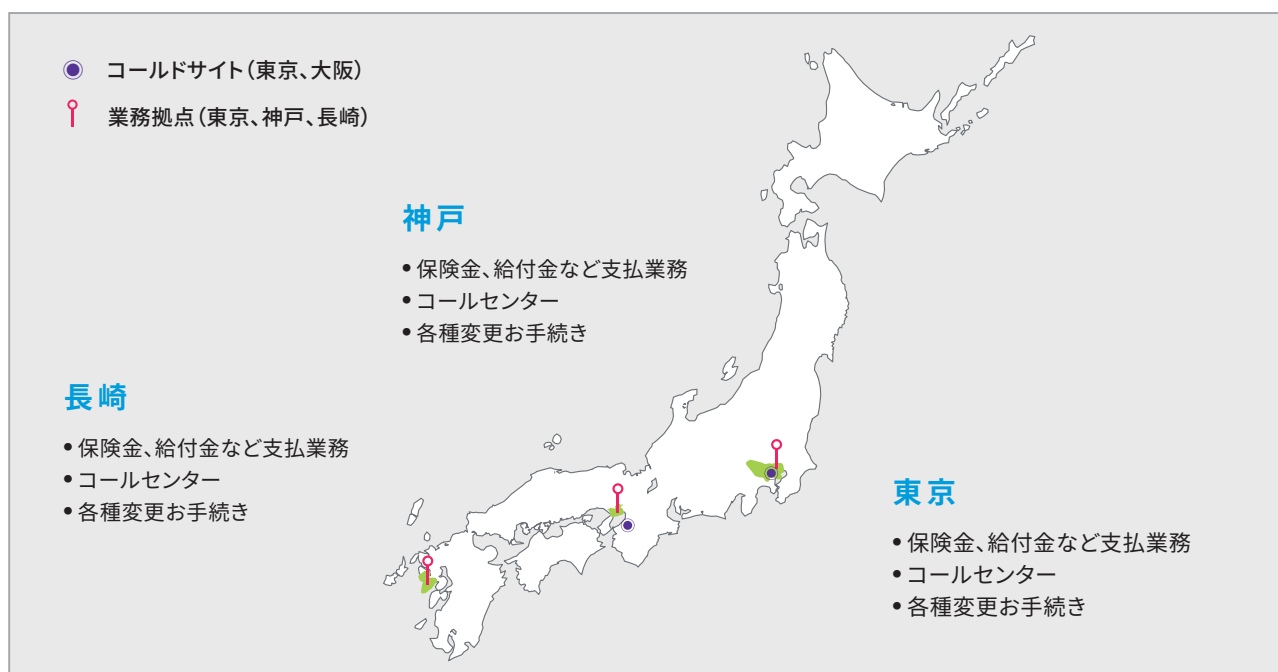 コールドサイト（東京、大阪）
業務拠点（東京、神戸、長崎）
神戸
•保険金、給付金など支払業務
•コールセンター
•各種変更お手続き
長崎
•保険金、給付金など支払業務
•コールセンター
•各種変更お手続き
東京
•保険金、給付金など支払業務
•コールセンター
•各種変更お手続き